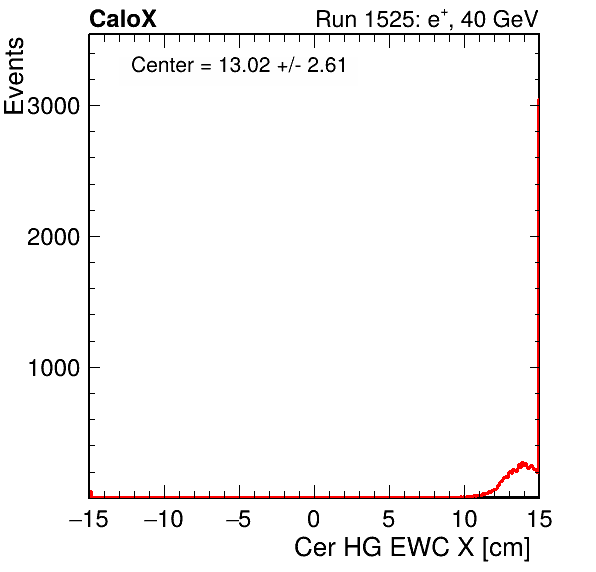 CaloX
Run 1525: e+, 40 GeV
Center = 13.02 +/- 2.61
Events
3000
2000
1000
−15 −10 −5 0 5 10 15
Cer HG EWC X [cm]